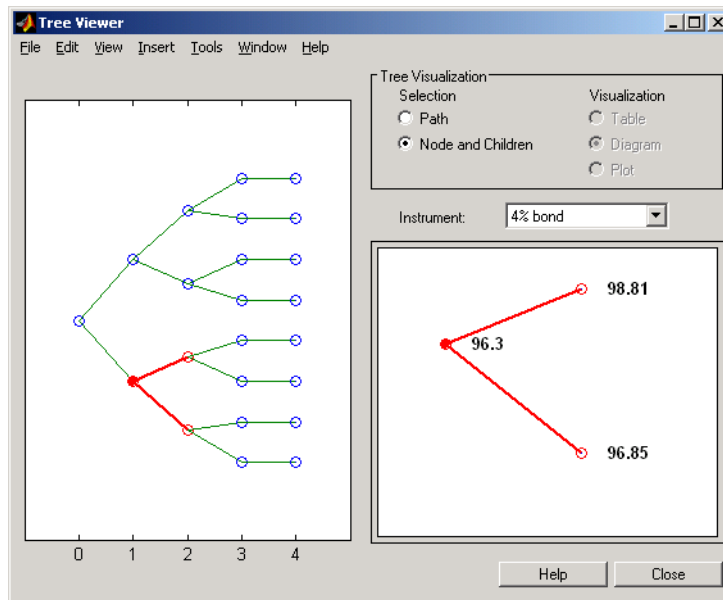 Tree Viewer
File Edit View Insert Tools Window Help
Tree Visualization
Selection
Visualization
Path
Table
Node and Children
Diagram
Plot
Instrument:
4% bond
98.81
96.3
96.85
0 1 2 3 4
Help
Close